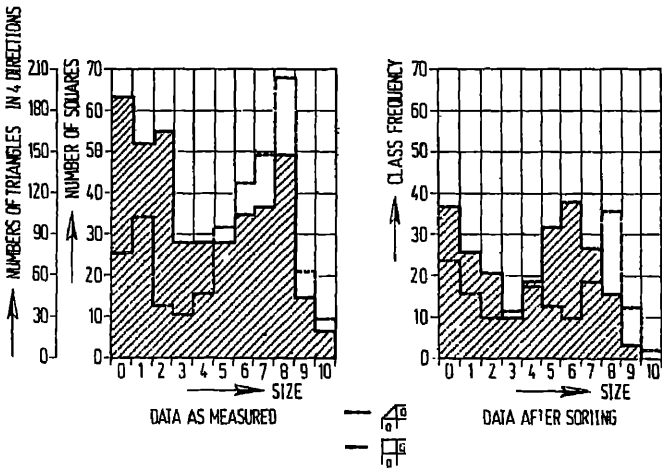 NUMBERS OF TRIANGLES IN 4 DIRECTIONS
210
180
150
120
90
60
30
0
NUMBER OF SQUARES
70
60
50
40
30
20
10
0
0 1 2 3 4 5 6 7 8 9 10
SIZE
DATA AS MEASURED
CLASS FREQUENCY
70
60
50
40
30
20
10
0
0 1 2 3 4 5 6 7 8 9 10
SIZE
DATA AFTER SORTING
a
a
a